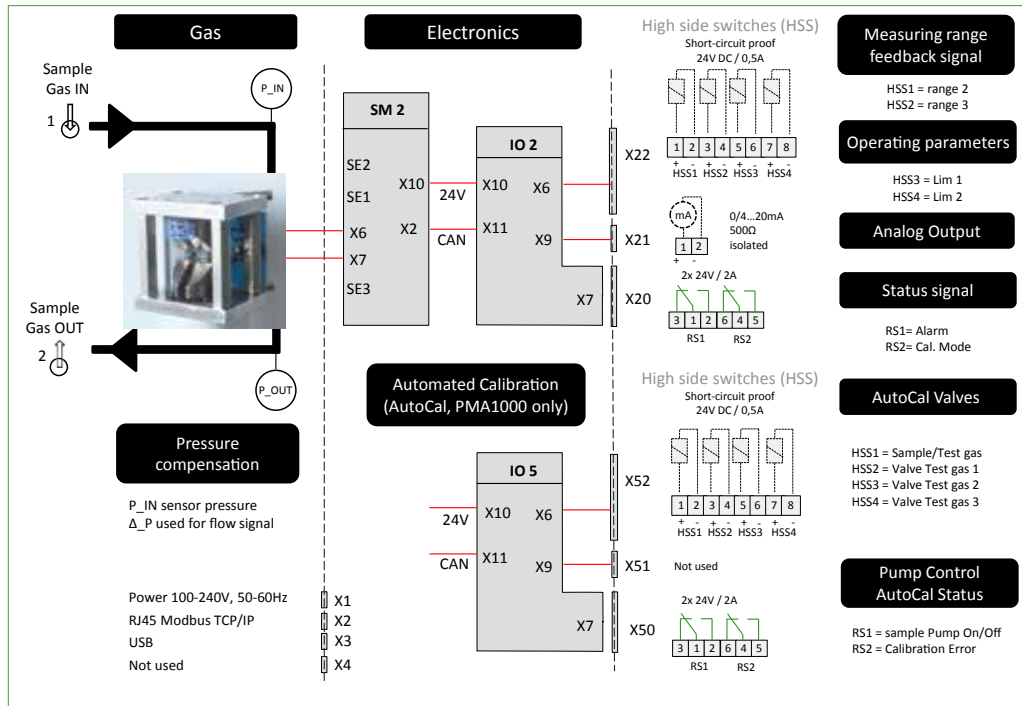 Gas
Electronics
High side switches (HSS)
Short-circuit proof
24V DC / 0,5A
Measuring range
feedback signal
HSS1 = range 2
HSS2 = range 3
Sample
Gas IN
1
P_IN
SM 2
SE2
SE1
X10
X6
X2
X7
SE3
24V
CAN
IO 2
X10
X6
X11
X9
X7
X22
X21
X20
1 2 3 4 5 6 7 8
+ - + - + - + -
HSS1 HSS2 HSS3 HSS4
Operating parameters
HSS3 = Lim 1
HSS4 = Lim 2
mA
1 2
+ -
0/4...20mA
500Ω
isolated
Analog Output
2x 24V / 2A
3 1 2 6 4 5
RS1 RS2
Status signal
RS1= Alarm
RS2= Cal. Mode
Sample
Gas OUT
2
P_OUT
Automated Calibration
(AutoCal, PMA1000 only)
High side switches (HSS)
Short-circuit proof
24V DC / 0,5A
AutoCal Valves
HSS1 = Sample/Test gas
HSS2 = Valve Test gas 1
HSS3 = Valve Test gas 2
HSS4 = Valve Test gas 3
Pressure
compensation
P_IN sensor pressure
Δ_P used for flow signal
IO 5
24V
X10
X6
CAN
X11
X9
X7
X52
X51
X50
1 2 3 4 5 6 7 8
+ - + - + - + -
HSS1 HSS2 HSS3 HSS4
Not used
2x 24V / 2A
3 1 2 6 4 5
RS1 RS2
Pump Control
AutoCal Status
RS1 = sample Pump On/Off
RS2 = Calibration Error
Power 100-240V, 50-60Hz X1
RJ45 Modbus TCP/IP X2
USB X3
Not used X4